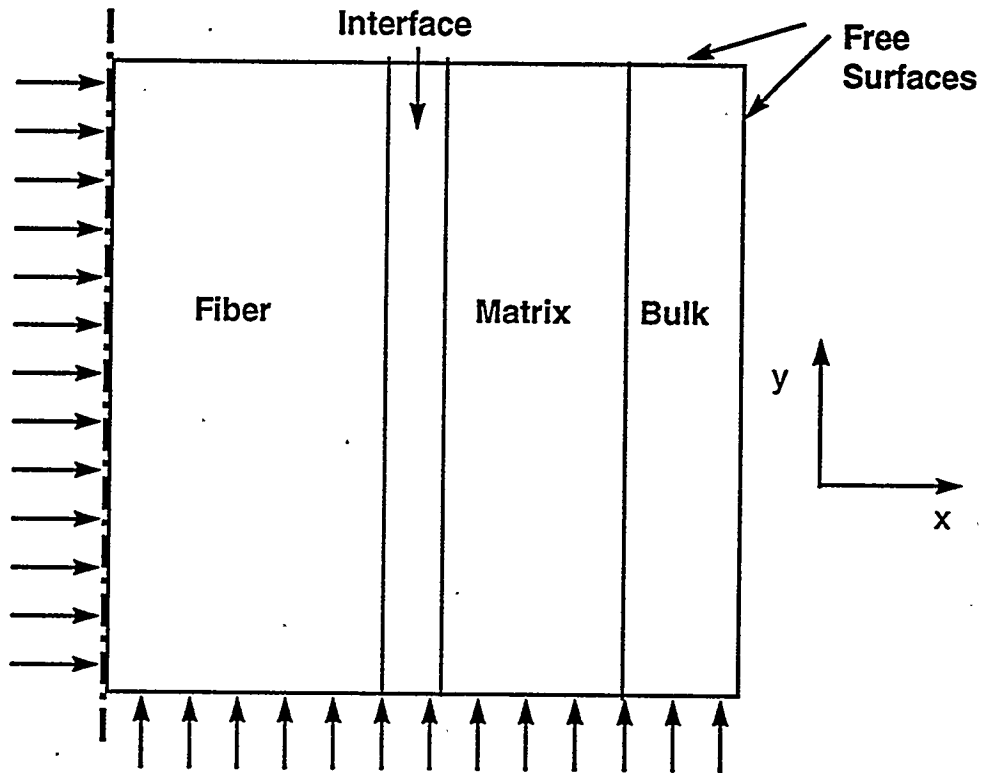 Interface
Free
Surfaces
Fiber
Matrix
Bulk
y
x